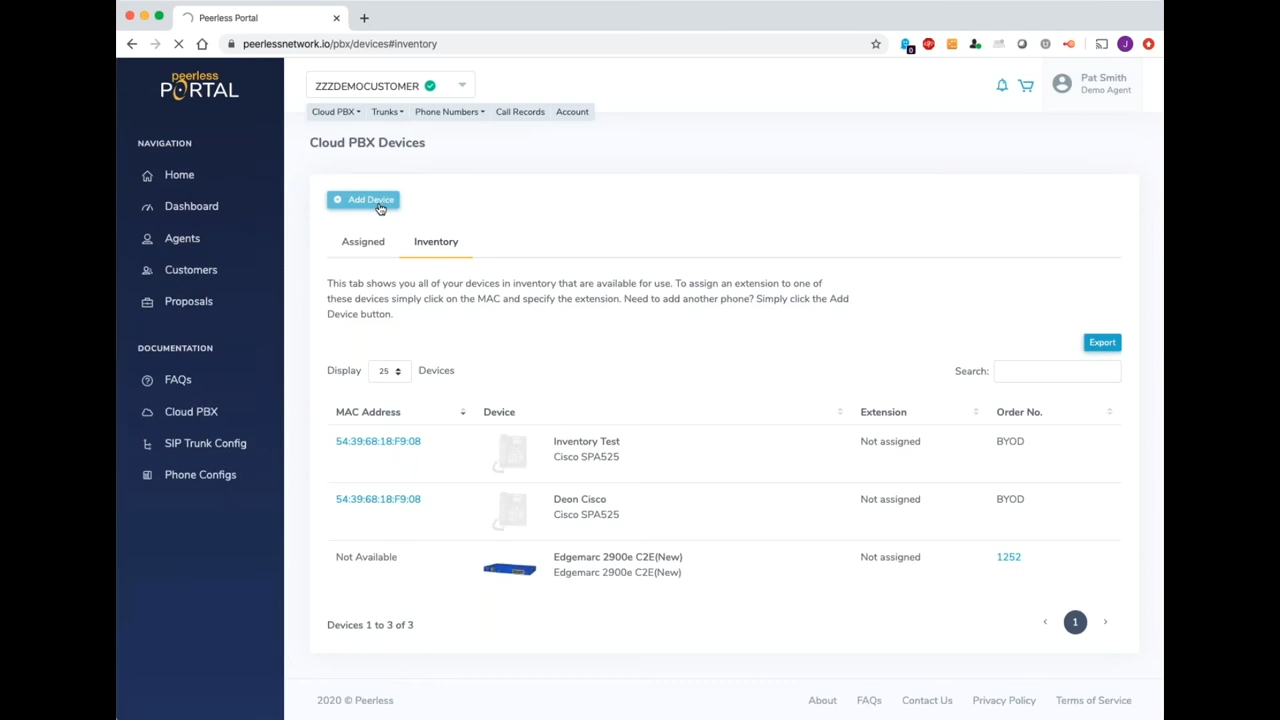 Peerless Portal
peerlessnetwork.io/pbx/devices#inventory
0
J
peerless
PORTAL
ZZZDEMOCUSTOMER
Pat Smith
Demo Agent
Cloud PBX
Trunks
Phone Numbers
Call Records
Account
NAVIGATION
Home
Dashboard
Agents
Customers
Proposals
DOCUMENTATION
FAQs
Cloud PBX
SIP Trunk Config
Phone Configs
Cloud PBX Devices
Add Device
Assigned
Inventory
This tab shows you all of your devices in inventory that are available for use. To assign an extension to one of
these devices simply click on the MAC and specify the extension. Need to add another phone? Simply click the Add
Device button.
Export
Display 25 Devices
Search:
MAC Address Device Extension Order No.
54:39:68:18:F9:08 Inventory Test Not assigned BYOD
Cisco SPA525
54:39:68:18:F9:08 Deon Cisco Not assigned BYOD
Cisco SPA525
Not Available Edgemarc 2900e C2E(New) Not assigned 1252
Edgemarc 2900e C2E(New)
Devices 1 to 3 of 3
1
2020 © Peerless
About FAQs Contact Us Privacy Policy Terms of Service